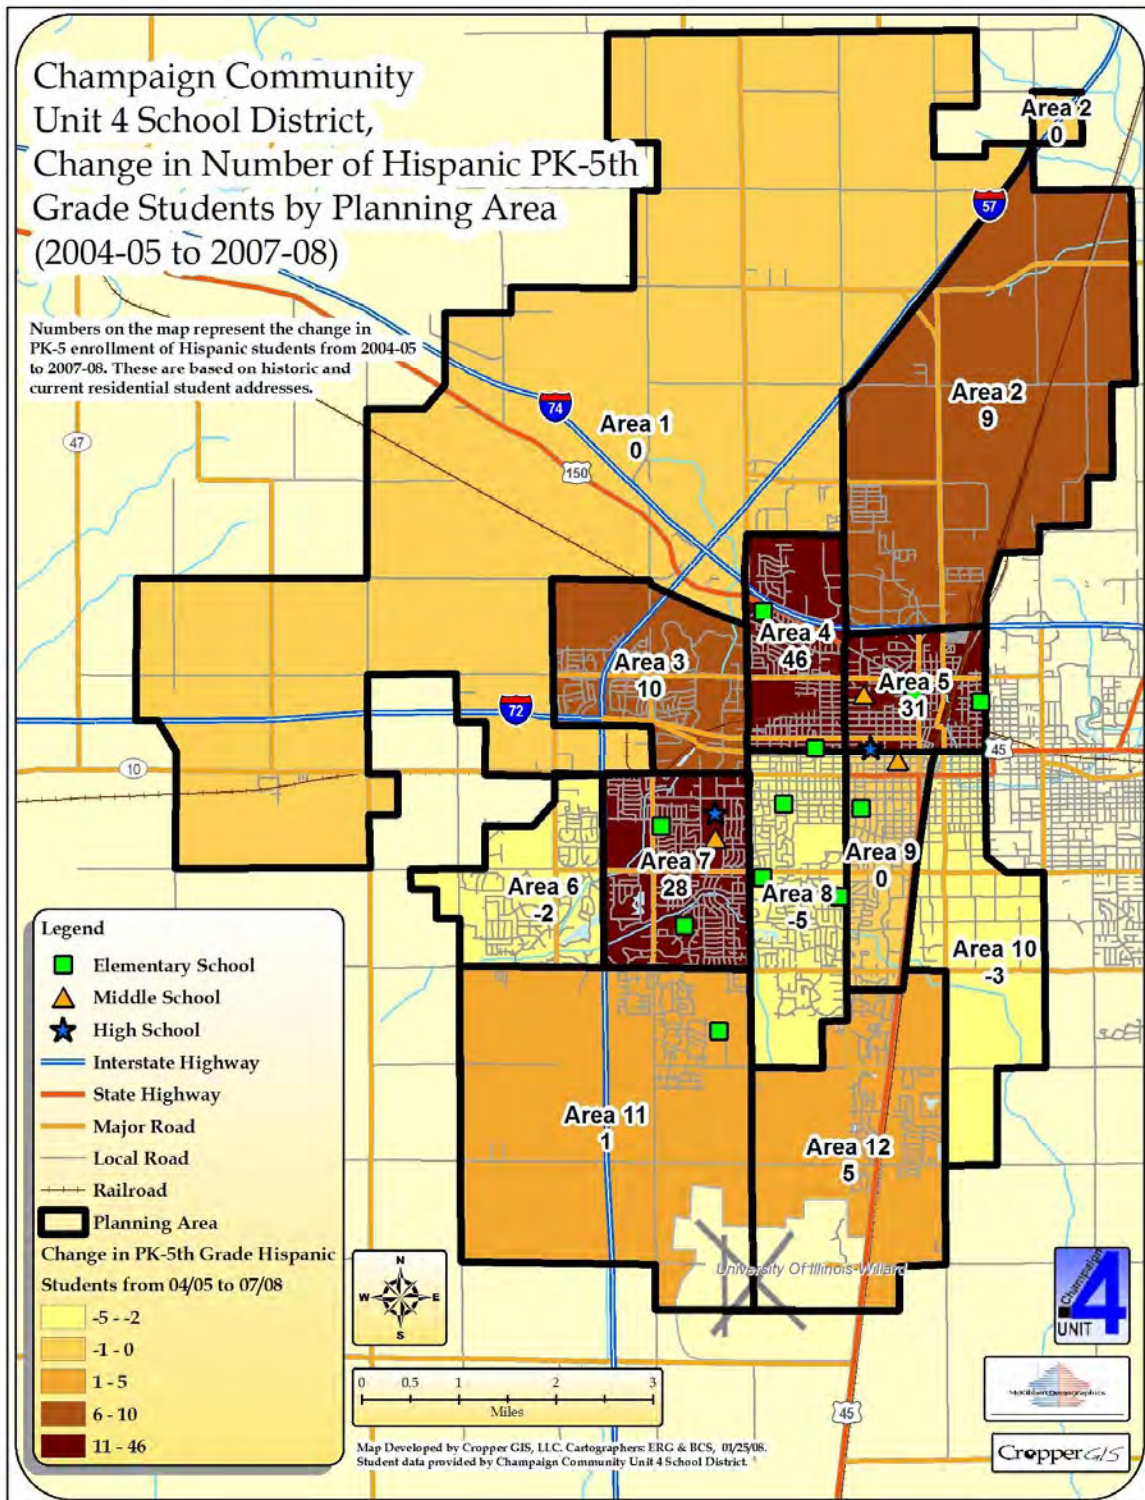 Champaign Community
Unit 4 School District,
Change in Number of Hispanic PK-5th
Grade Students by Planning Area
(2004-05 to 2007-08)
Numbers on the map represent the change in
PK-5 enrollment of Hispanic students from 2004-05
to 2007-08. These are based on historic and
current residential student addresses.
Area 2
0
57
Area 2
9
74
Area 1
0
47
150
Area 4
46
Area 3
10
Area 5
31
72
45
10
Area 9
0
Area 7
28
Area 6
-2
Area 8
-5
Area 10
-3
Area 11
1
Area 12
5
University Of Illinois-Willard
45
Legend
Elementary School
Middle School
High School
Interstate Highway
State Highway
Major Road
Local Road
Railroad
Planning Area
Change in PK-5th Grade Hispanic
Students from 04/05 to 07/08
-5 - -2
-1 - 0
1 - 5
6 - 10
11 - 46
N
W E
S
0 0.5 1 2 3
Miles
Map Developed by Cropper GIS, LLC. Cartographers: ERG & BCS, 01/25/08.
Student data provided by Champaign Community Unit 4 School District.
Champaign
4
UNIT
McKibben Demographics
Cropper GIS